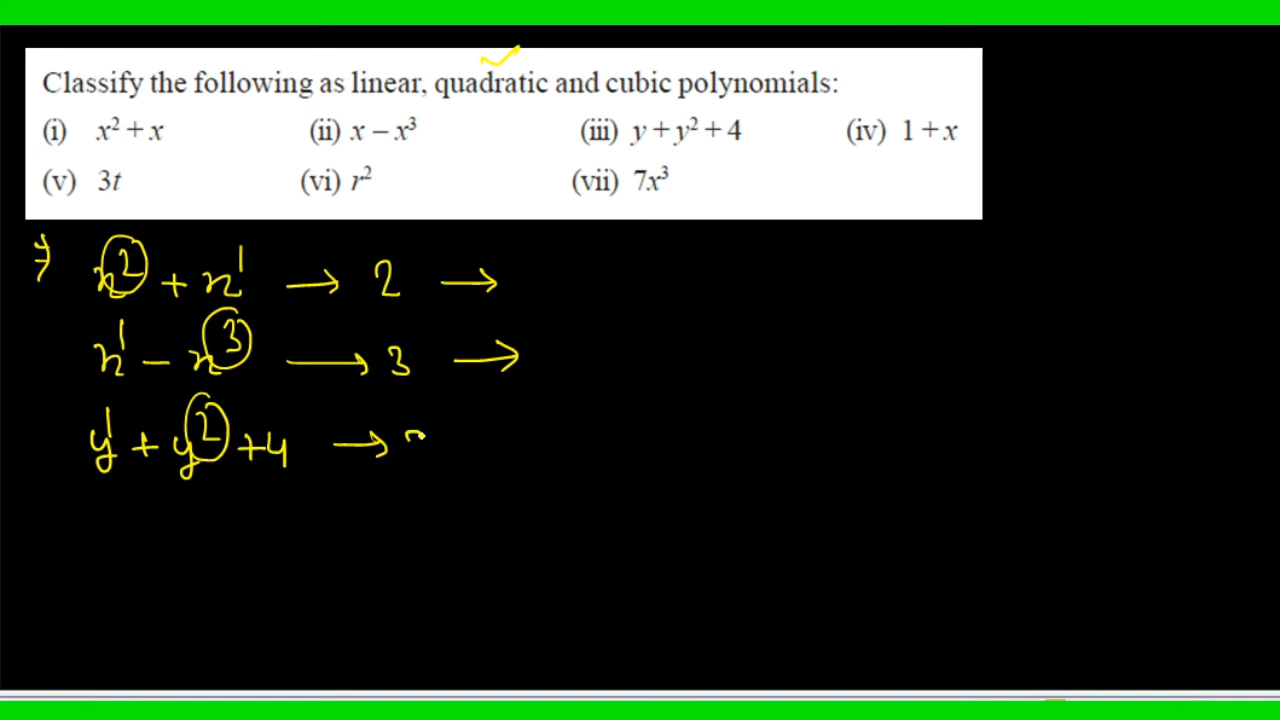 Classify the following as linear, quadratic and cubic polynomials:
(i) x² + x (ii) x – x³ (iii) y + y² + 4 (iv) 1 + x
(v) 3t (vi) r² (vii) 7x³
x² + x¹ → 2 →
x¹ – x³ → 3 →
y¹ + y² + 4 →